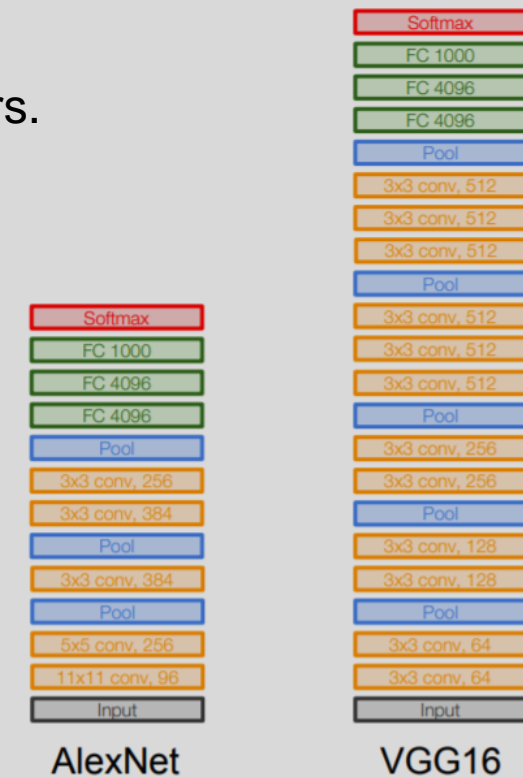 rs.
Softmax
FC 1000
FC 4096
FC 4096
Pool
3x3 conv, 256
3x3 conv, 384
Pool
3x3 conv, 384
Pool
5x5 conv, 256
11x11 conv, 96
Input
AlexNet
Softmax
FC 1000
FC 4096
FC 4096
Pool
3x3 conv, 512
3x3 conv, 512
3x3 conv, 512
Pool
3x3 conv, 512
3x3 conv, 512
3x3 conv, 512
Pool
3x3 conv, 256
3x3 conv, 256
Pool
3x3 conv, 128
3x3 conv, 128
Pool
3x3 conv, 64
3x3 conv, 64
Input
VGG16